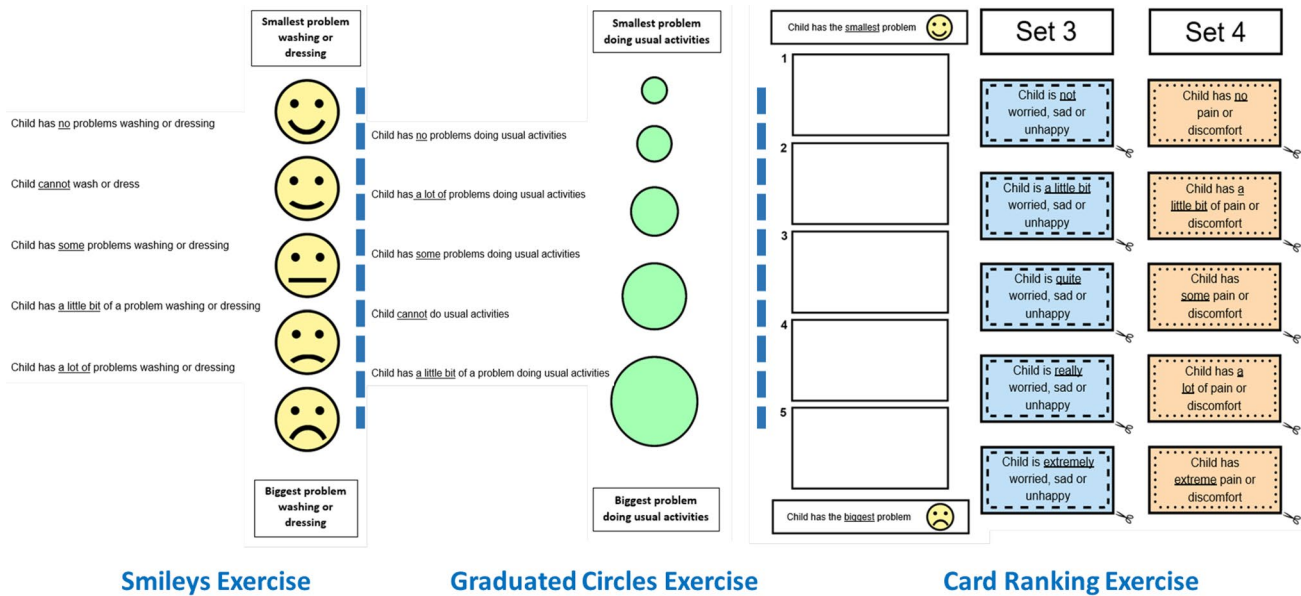 Smallest problem
washing or
dressing
Child has no problems washing or dressing
Child cannot wash or dress
Child has some problems washing or dressing
Child has a little bit of a problem washing or dressing
Child has a lot of problems washing or dressing
Biggest problem
washing or
dressing
Smileys Exercise
Smallest problem
doing usual activities
Child has no problems doing usual activities
Child has a lot of problems doing usual activities
Child has some problems doing usual activities
Child cannot do usual activities
Child has a little bit of a problem doing usual activities
Biggest problem
doing usual activities
Graduated Circles Exercise
Child has the smallest problem
1
2
3
4
5
Child has the biggest problem
Set 3
Child is not
worried, sad or
unhappy
Child is a little bit
worried, sad or
unhappy
Child is quite
worried, sad or
unhappy
Child is really
worried, sad or
unhappy
Child is extremely
worried, sad or
unhappy
Set 4
Child has no
pain or
discomfort
Child has a
little bit of pain or
discomfort
Child has
some pain or
discomfort
Child has a
lot of pain or
discomfort
Child has
extreme pain or
discomfort
Card Ranking Exercise